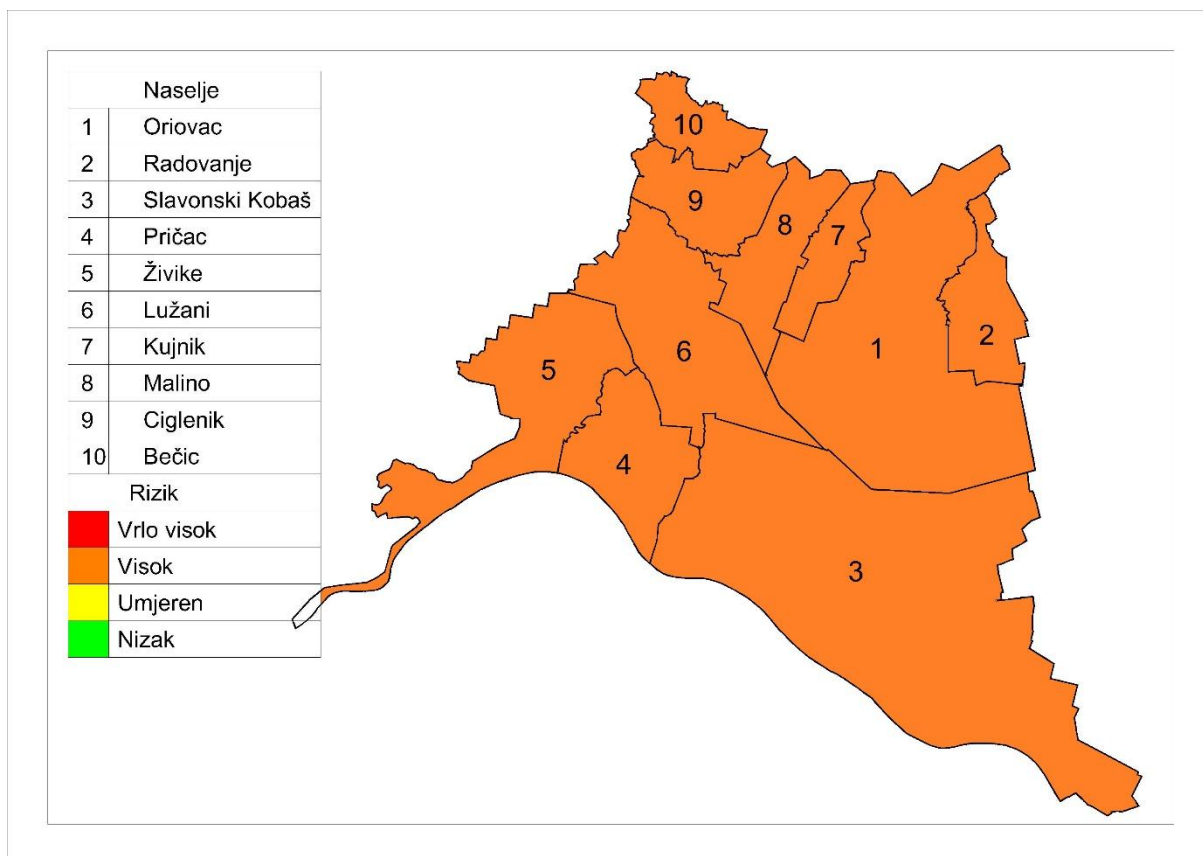 Naselje
1 Oriovac
2 Radovanje
3 Slavonski Kobaš
4 Pričac
5 Živike
6 Lužani
7 Kujnik
8 Malino
9 Ciglenik
10 Bečic
Rizik
Vrlo visok
Visok
Umjeren
Nizak
10
9
8
7
1
2
6
5
4
3